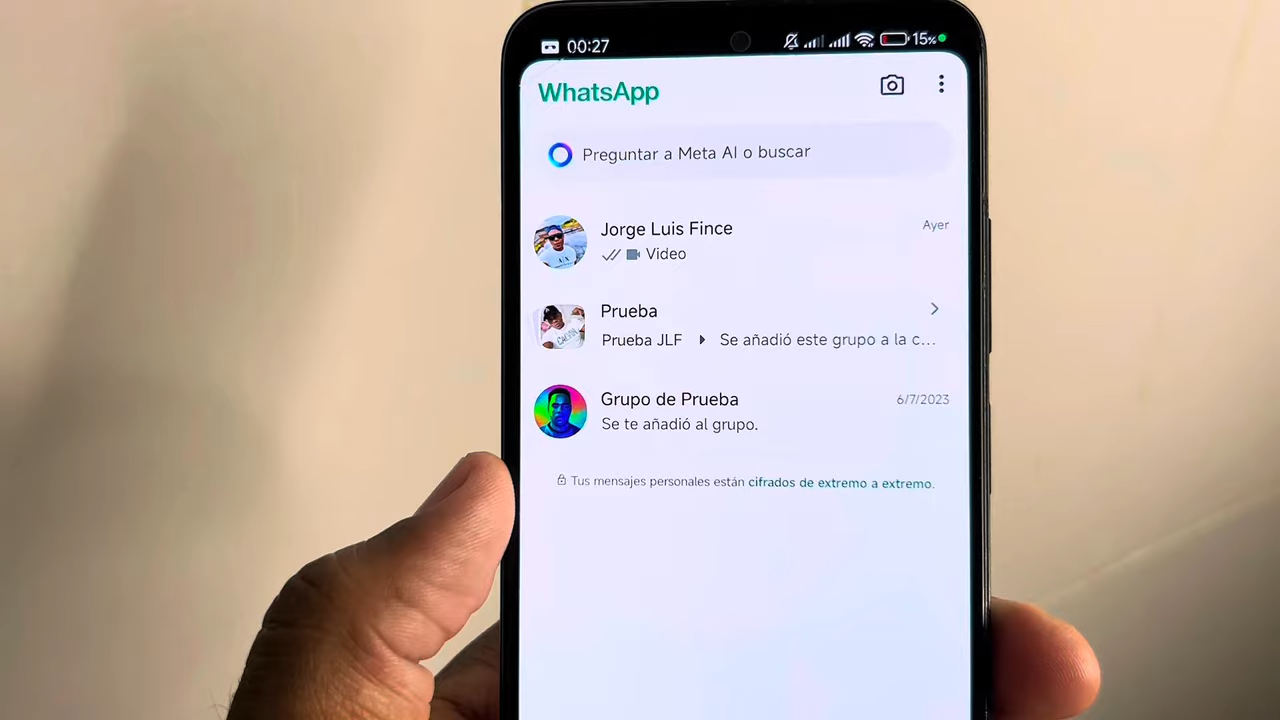 00:27 15%
WhatsApp
Preguntar a Meta AI o buscar
Jorge Luis Fince Ayer
Video
Prueba
Prueba JLF Se añadió este grupo a la c...
Grupo de Prueba 6/7/2023
Se te añadió al grupo.
Tus mensajes personales están cifrados de extremo a extremo.